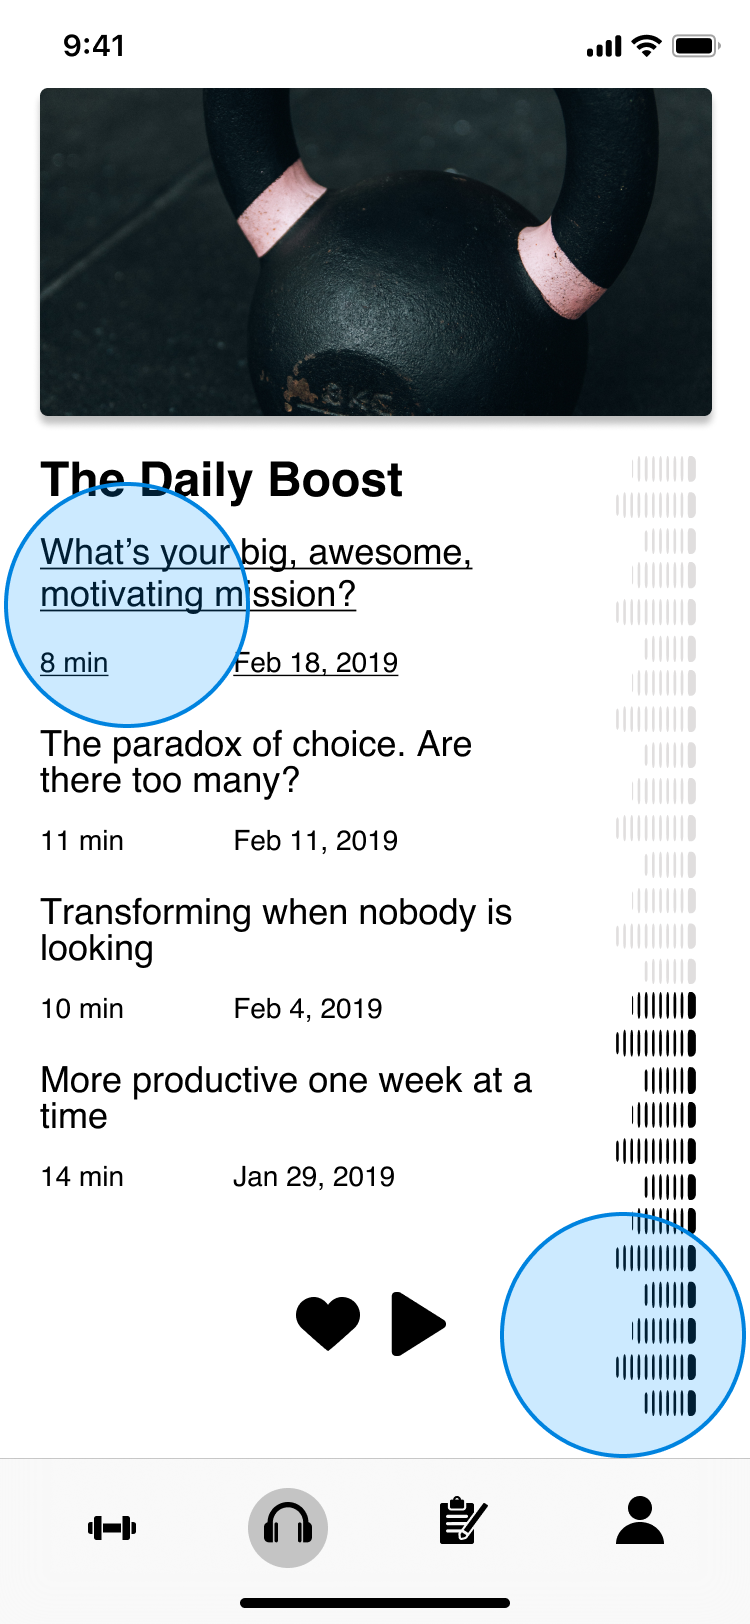 9:41
8KG
The Daily Boost
What’s your big, awesome,
motivating mission?
8 min Feb 18, 2019
The paradox of choice. Are
there too many?
11 min Feb 11, 2019
Transforming when nobody is
looking
10 min Feb 4, 2019
More productive one week at a
time
14 min Jan 29, 2019